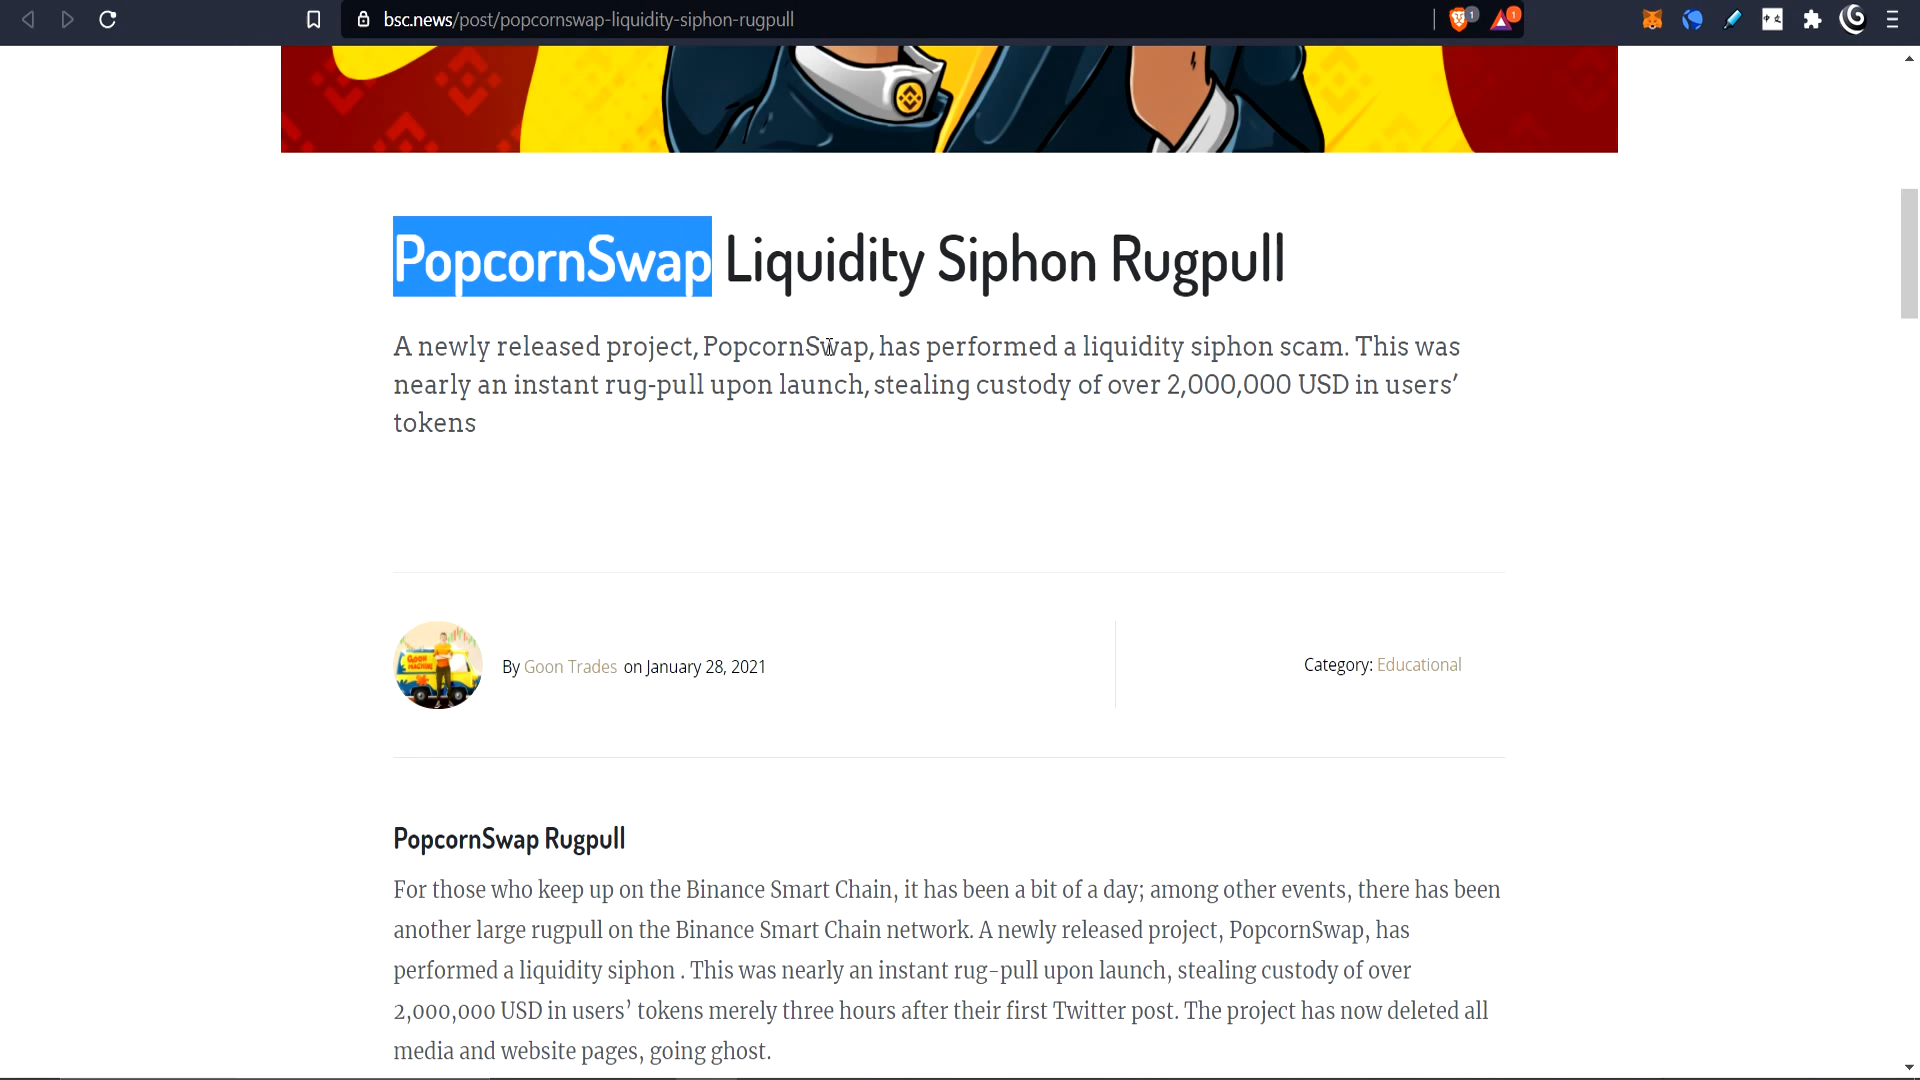 bsc.news/post/popcornswap-liquidity-siphon-rugpull
1
1
PopcornSwap Liquidity Siphon Rugpull
A newly released project, PopcornSwap, has performed a liquidity siphon scam. This was
nearly an instant rug-pull upon launch, stealing custody of over 2,000,000 USD in users’
tokens
GOON
MACHINE
By Goon Trades on January 28, 2021
Category: Educational
PopcornSwap Rugpull
For those who keep up on the Binance Smart Chain, it has been a bit of a day; among other events, there has been
another large rugpull on the Binance Smart Chain network. A newly released project, PopcornSwap, has
performed a liquidity siphon . This was nearly an instant rug-pull upon launch, stealing custody of over
2,000,000 USD in users’ tokens merely three hours after their first Twitter post. The project has now deleted all
media and website pages, going ghost.